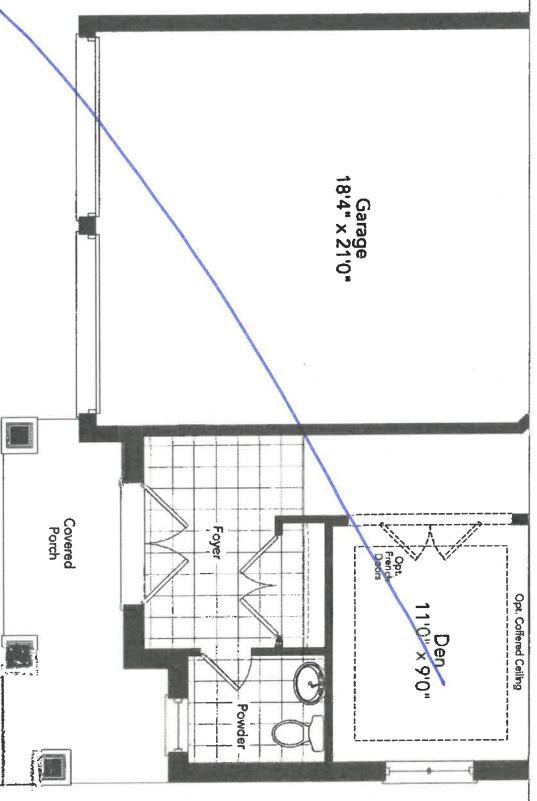 Garage
18'4" x 21'0"
Opt. Coffered Ceiling
Den
11'0" x 9'0"
Opt.
French
Doors
Foyer
Powder
Covered
Porch